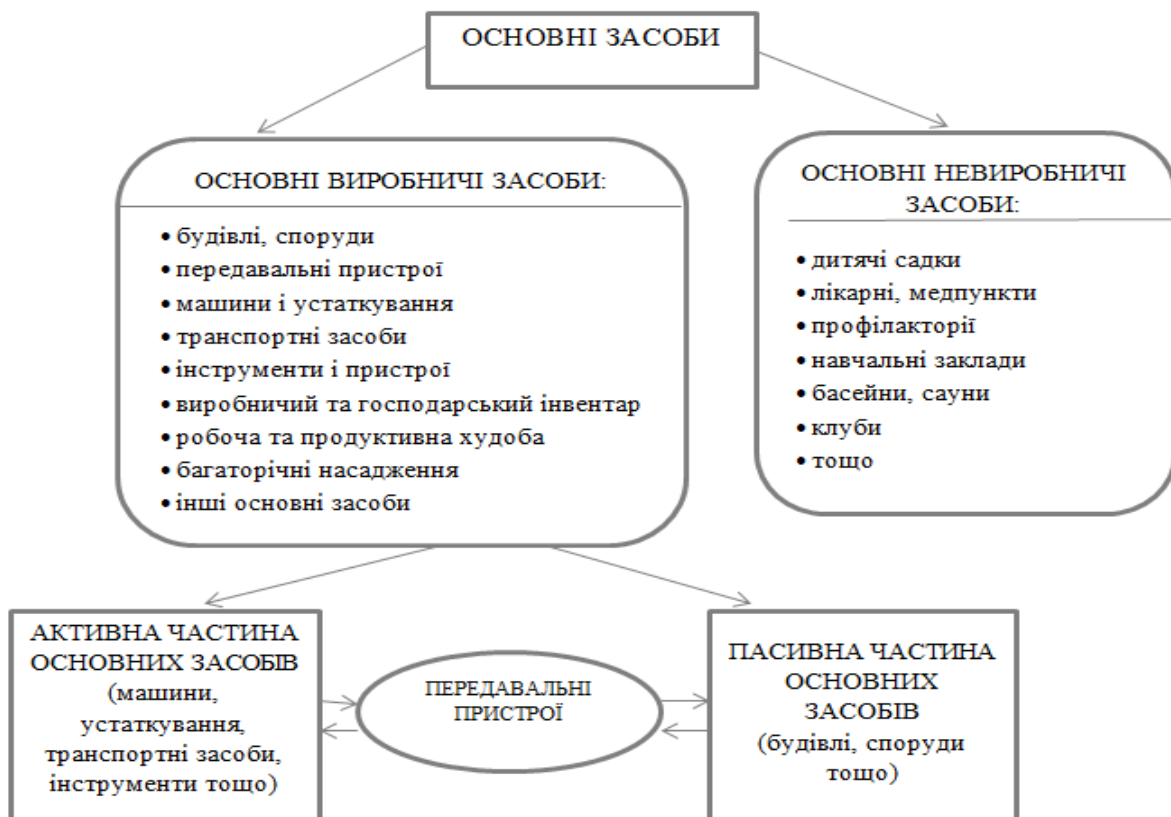 ОСНОВНІ ЗАСОБИ
ОСНОВНІ ВИРОБНИЧІ ЗАСОБИ:
• будівлі, споруди
• передавальні пристрої
• машини і устаткування
• транспортні засоби
• інструменти і пристрої
• виробничий та господарський інвентар
• робоча та продуктивна худоба
• багаторічні насадження
• інші основні засоби
ОСНОВНІ НЕВИРОБНИЧІ
ЗАСОБИ:
• дитячі садки
• лікарні, медпункти
• профілакторії
• навчальні заклади
• басейни, сауни
• клуби
• тощо
АКТИВНА ЧАСТИНА
ОСНОВНИХ ЗАСОБІВ
(машини,
устаткування,
транспортні засоби,
інструменти тощо)
ПЕРЕДАВАЛЬНІ
ПРИСТРОЇ
ПАСИВНА ЧАСТИНА
ОСНОВНИХ
ЗАСОБІВ
(будівлі, споруди
тощо)